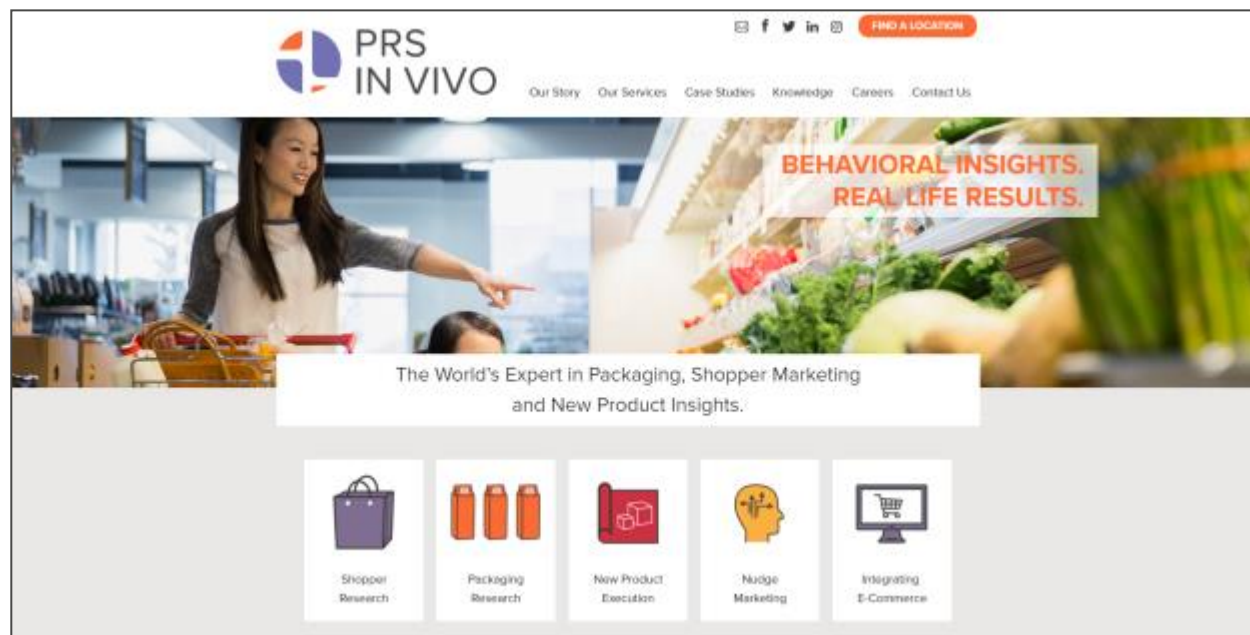 PRS
IN VIVO
FIND A LOCATION
Our Story Our Services Case Studies Knowledge Careers Contact Us
BEHAVIORAL INSIGHTS.
REAL LIFE RESULTS.
The World's Expert in Packaging, Shopper Marketing
and New Product Insights.
Shopper
Research
Packaging
Research
New Product
Execution
Nudge
Marketing
Integrating
E-Commerce